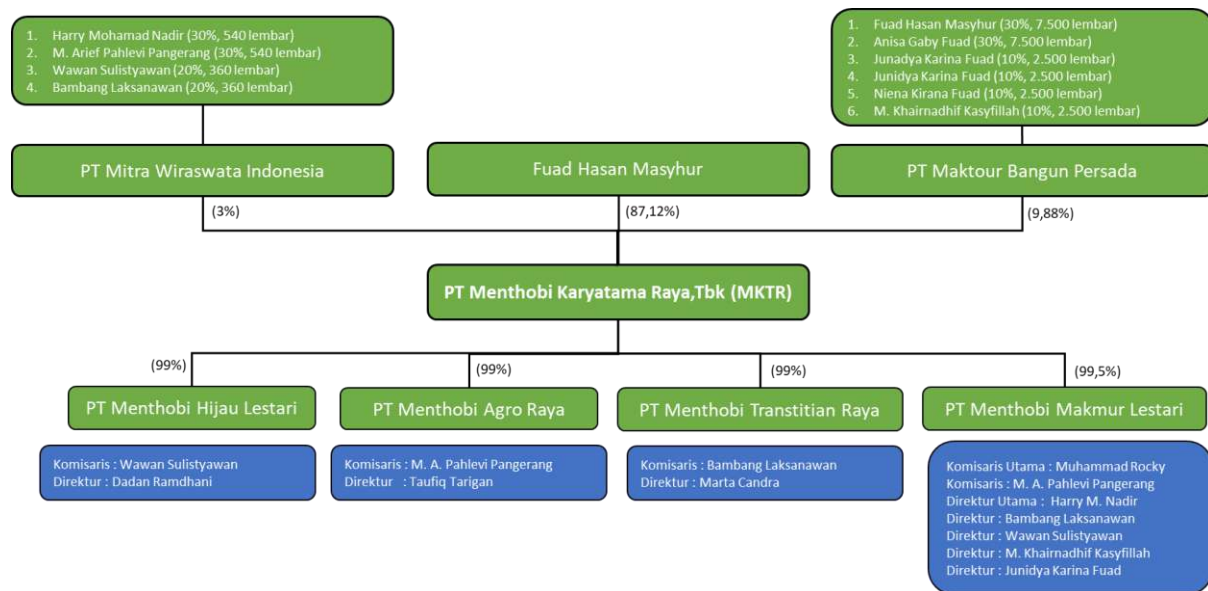 1. Harry Mohamad Nadir (30%, 540 lembar)
2. M. Arief Pahlevi Pangerang (30%, 540 lembar)
3. Wawan Sulistyawan (20%, 360 lembar)
4. Bambang Laksanawan (20%, 360 lembar)
1. Fuad Hasan Masyhur (30%, 7.500 lembar)
2. Anisa Gaby Fuad (30%, 7.500 lembar)
3. Junadya Karina Fuad (10%, 2.500 lembar)
4. Junidya Karina Fuad (10%, 2.500 lembar)
5. Niena Kirana Fuad (10%, 2.500 lembar)
6. M. Khairnadhif Kasyfillah (10%, 2.500 lembar)
PT Mitra Wiraswata Indonesia
Fuad Hasan Masyhur
PT Maktour Bangun Persada
(3%)
(87,12%)
(9,88%)
PT Menthobi Karyatama Raya,Tbk (MKTR)
(99%)
(99%)
(99%)
(99,5%)
PT Menthobi Hijau Lestari
PT Menthobi Agro Raya
PT Menthobi Transtitian Raya
PT Menthobi Makmur Lestari
Komisaris : Wawan Sulistyawan
Direktur : Dadan Ramdhani
Komisaris : M. A. Pahlevi Pangerang
Direktur : Taufiq Tarigan
Komisaris : Bambang Laksanawan
Direktur : Marta Candra
Komisaris Utama : Muhammad Rocky
Komisaris : M. A. Pahlevi Pangerang
Direktur Utama : Harry M. Nadir
Direktur : Bambang Laksanawan
Direktur : Wawan Sulistyawan
Direktur : M. Khairnadhif Kasyfillah
Direktur : Junidya Karina Fuad